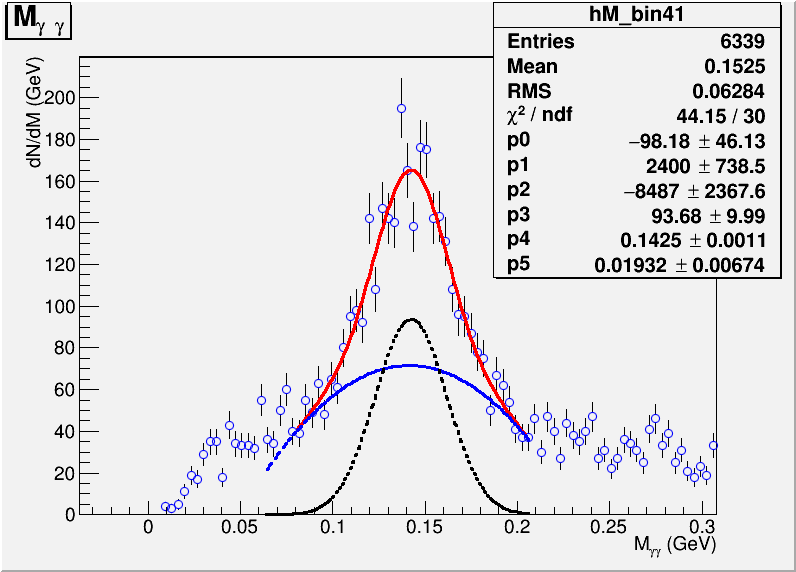 Mγ γ
hM_bin41
Entries 6339
Mean 0.1525
RMS 0.06284
χ² / ndf 44.15 / 30
p0 −98.18 ± 46.13
p1 2400 ± 738.5
p2 −8487 ± 2367.6
p3 93.68 ± 9.99
p4 0.1425 ± 0.0011
p5 0.01932 ± 0.00674
dN/dM (GeV)
200
180
160
140
120
100
80
60
40
20
0
0 0.05 0.1 0.15 0.2 0.25 0.3
Mγγ (GeV)